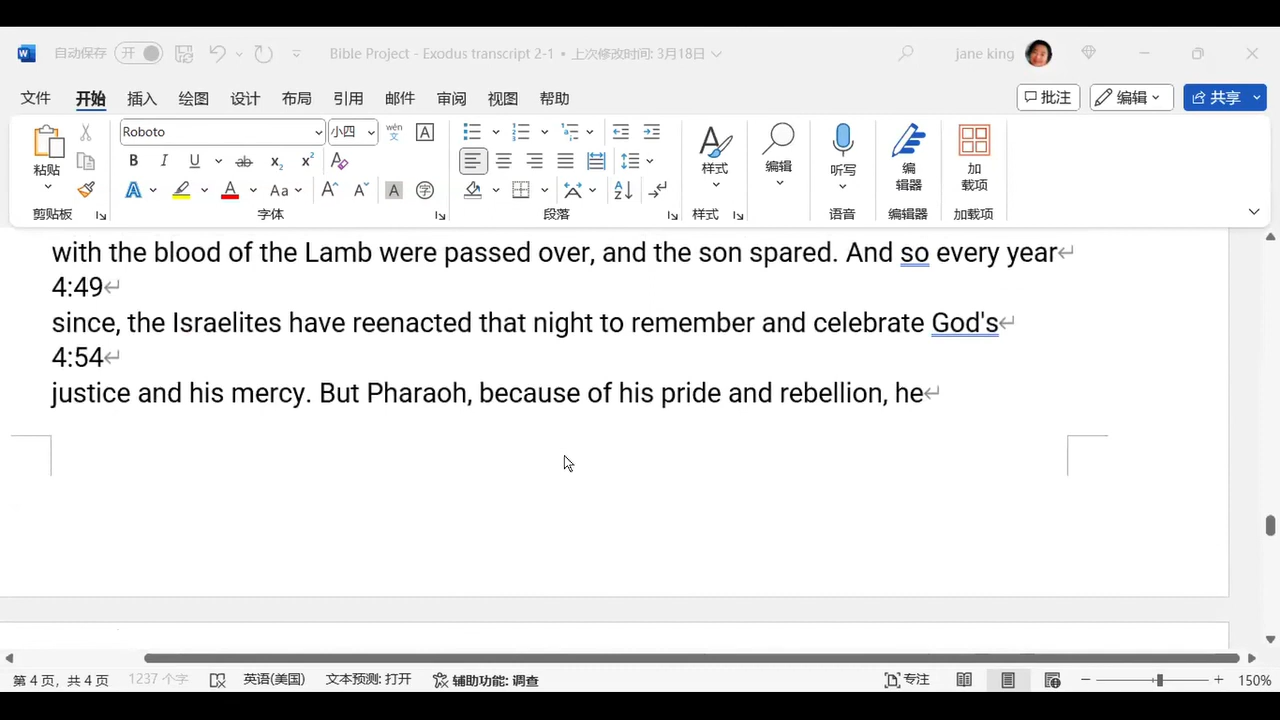 自动保存 开 Bible Project - Exodus transcript 2-1 • 上次修改时间: 3月18日 jane king
文件 开始 插入 绘图 设计 布局 引用 邮件 审阅 视图 帮助 批注 编辑 共享
粘贴 Roboto 小四 wén 文 A 样式 编辑 听写 编辑器 加载项
B I U ab x₂ x² A
A A Aa A A A 字 A Z
剪贴板 字体 段落 样式 语音 编辑器 加载项
with the blood of the Lamb were passed over, and the son spared. And so every year↵
4:49↵
since, the Israelites have reenacted that night to remember and celebrate God's↵
4:54↵
justice and his mercy. But Pharaoh, because of his pride and rebellion, he↵
第 4 页，共 4 页 1237 个字 英语(美国) 文本预测: 打开 辅助功能: 调查 专注 150%